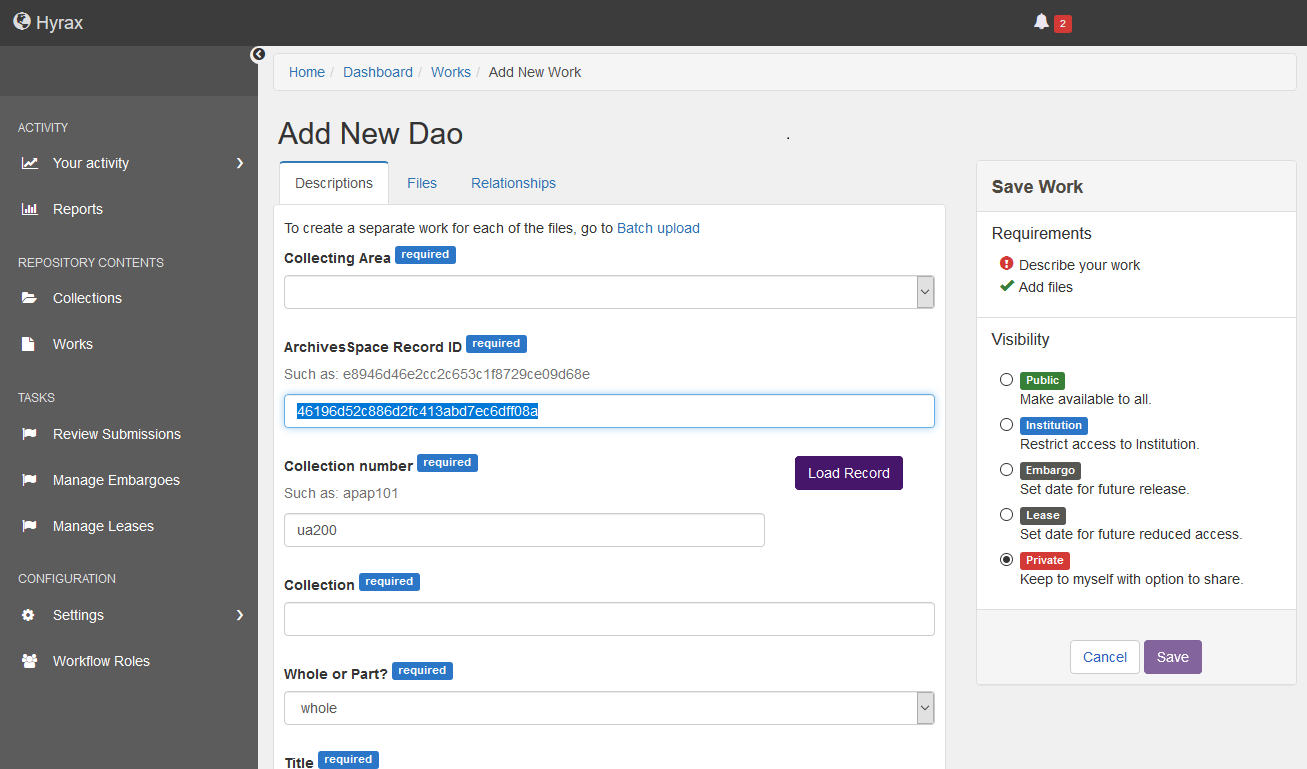 Hyrax
2
Home / Dashboard / Works / Add New Work
ACTIVITY
Your activity
Reports
REPOSITORY CONTENTS
Collections
Works
TASKS
Review Submissions
Manage Embargoes
Manage Leases
CONFIGURATION
Settings
Workflow Roles
Add New Dao
Descriptions Files Relationships
To create a separate work for each of the files, go to Batch upload
Collecting Area required
ArchivesSpace Record ID required
Such as: e8946d46e2cc2c653c1f8729ce09d68e
46196d52c886d2fc413abd7ec6dff08a
Collection number required
Such as: apap101
Load Record
ua200
Collection required
Whole or Part? required
whole
Title required
Save Work
Requirements
Describe your work
Add files
Visibility
Public
Make available to all.
Institution
Restrict access to Institution.
Embargo
Set date for future release.
Lease
Set date for future reduced access.
Private
Keep to myself with option to share.
Cancel Save